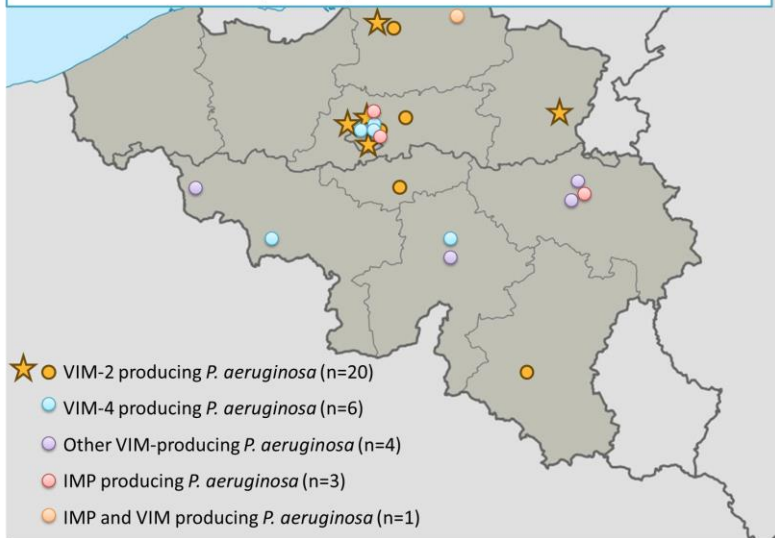 VIM-2 producing P. aeruginosa (n=20)
VIM-4 producing P. aeruginosa (n=6)
Other VIM-producing P. aeruginosa (n=4)
IMP producing P. aeruginosa (n=3)
IMP and VIM producing P. aeruginosa (n=1)